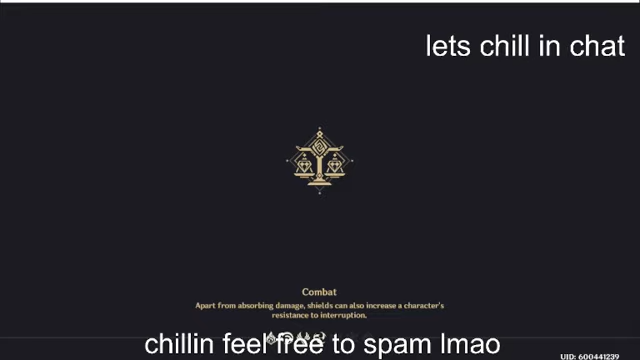 lets chill in chat
Combat
Apart from absorbing damage, shields can also increase a character's
resistance to interruption.
chillin feel free to spam lmao
UID: 600441239